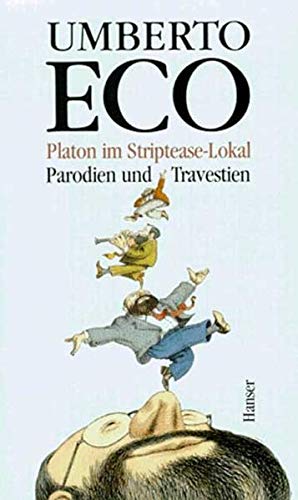 UMBERTO
ECO
Platon im Striptease-Lokal
Parodien und Travestien
Hanser